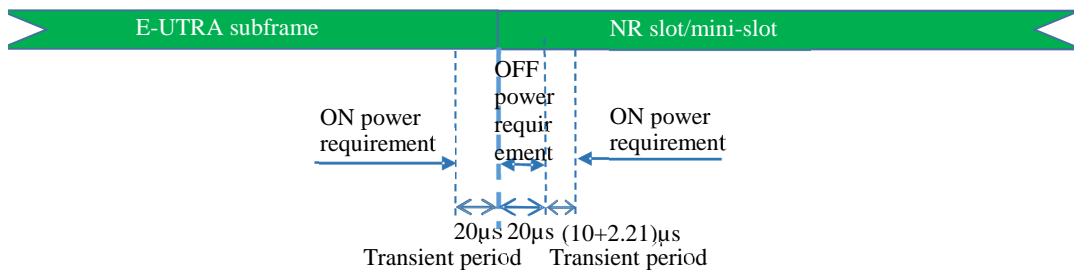 E-UTRA subframe
NR slot/mini-slot
OFF
power
requir
ement
ON power
requirement
ON power
requirement
20μs 20μs (10+2.21)μs
Transient period
Transient period